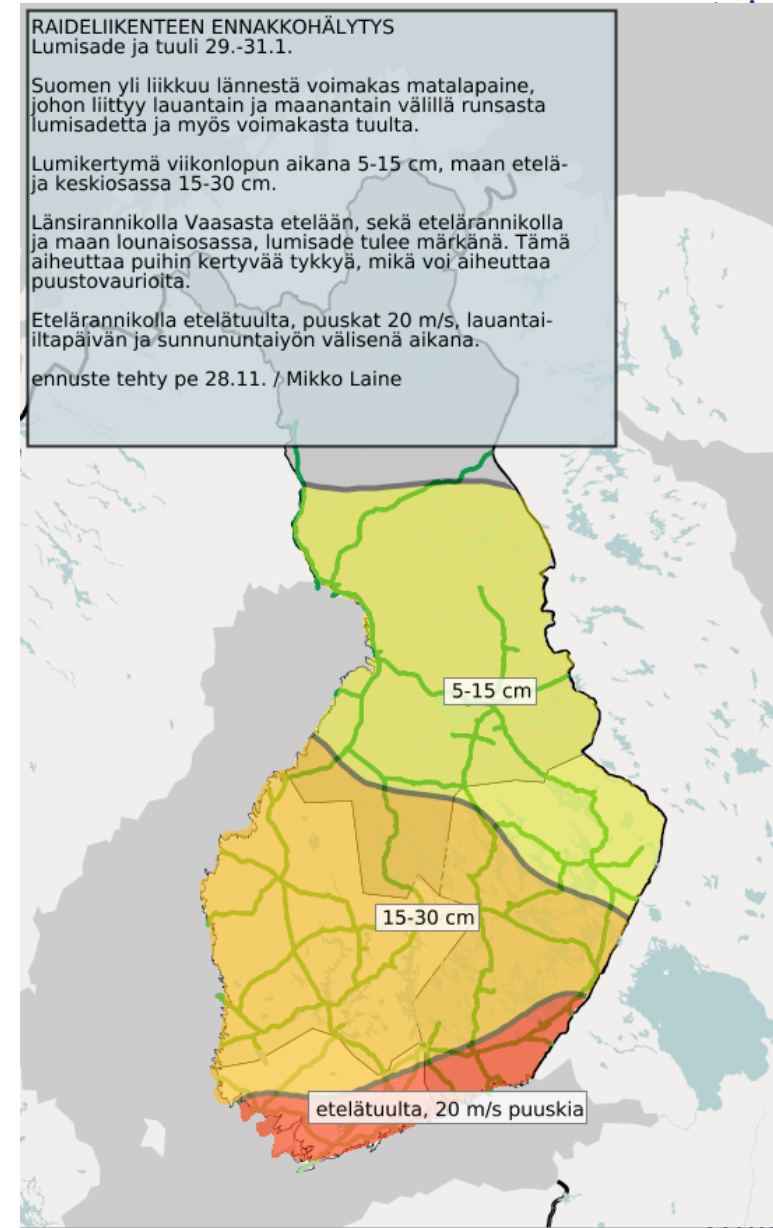 RAIDELIIKENTEEN ENNAKKOHÄLYTYS
Lumisade ja tuuli 29.-31.1.
Suomen yli liikkuu lännestä voimakas matalapaine,
johon liittyy lauantain ja maanantain välillä runsasta
lumisadetta ja myös voimakasta tuulta.
Lumikertymä viikonlopun aikana 5-15 cm, maan etelä-
ja keskiosassa 15-30 cm.
Länsirannikolla Vaasasta etelään, sekä etelärannikolla
ja maan lounaisosassa, lumisade tulee märkänä. Tämä
aiheuttaa puihin kertyvää tykkyä, mikä voi aiheuttaa
puustovaurioita.
Etelärannikolla etelätuulta, puuskat 20 m/s, lauantai-
iltapäivän ja sunnununtaiyön välisenä aikana.
ennuste tehty pe 28.11. / Mikko Laine
5-15 cm
15-30 cm
etelätuulta, 20 m/s puuskia